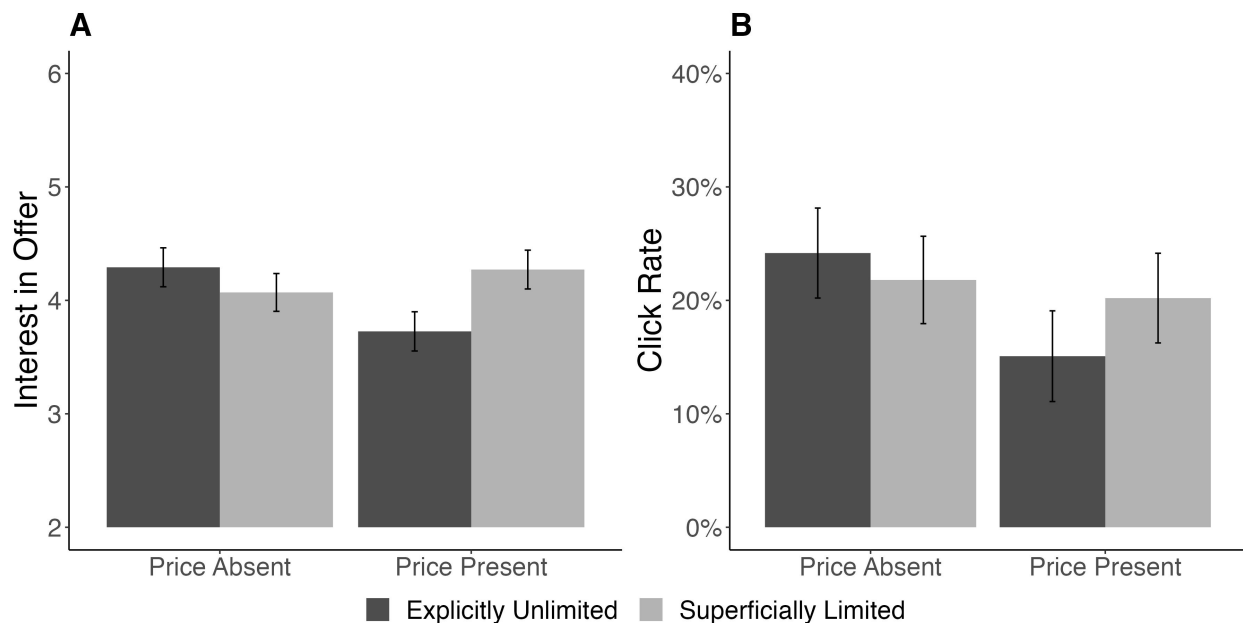 A
Interest in Offer
6
5
4
3
2
Price Absent Price Present
B
Click Rate
40%
30%
20%
10%
0%
Price Absent Price Present
Explicitly Unlimited Superficially Limited